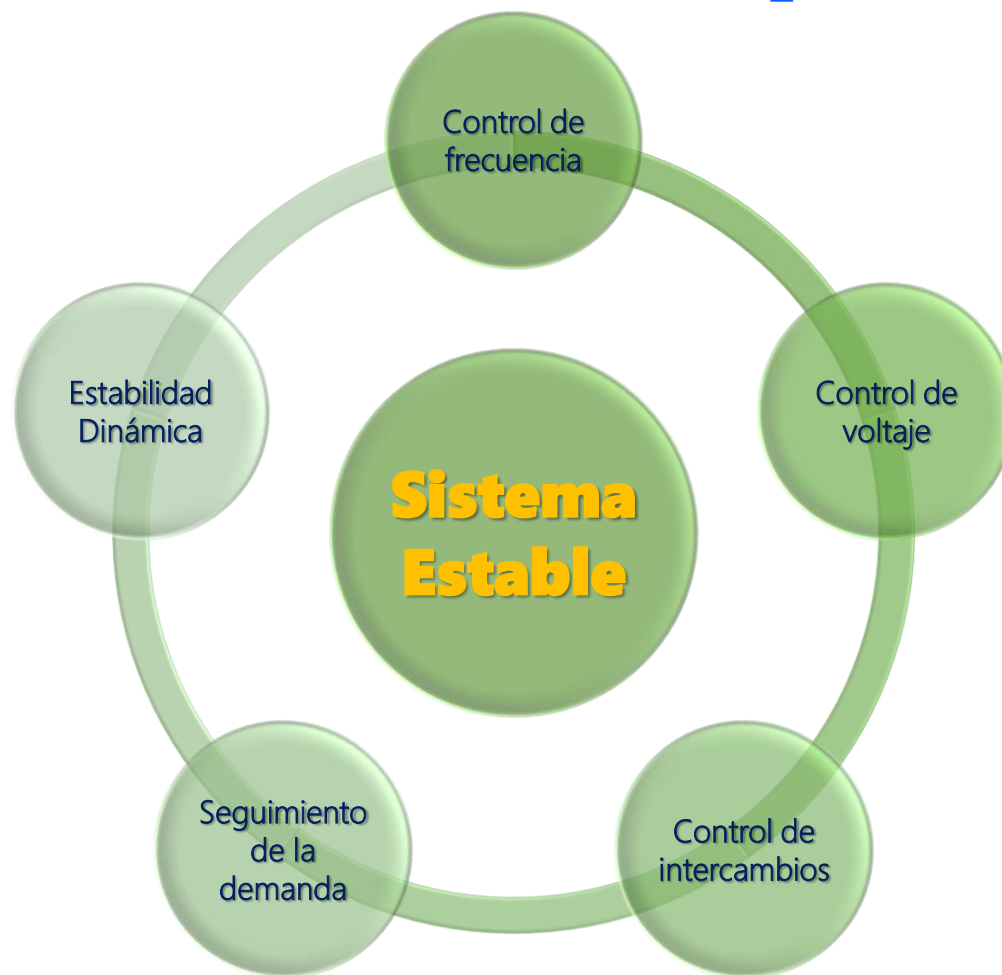 Control de
frecuencia
Control de
voltaje
Control de
intercambios
Seguimiento
de la
demanda
Estabilidad
Dinámica
Sistema
Estable